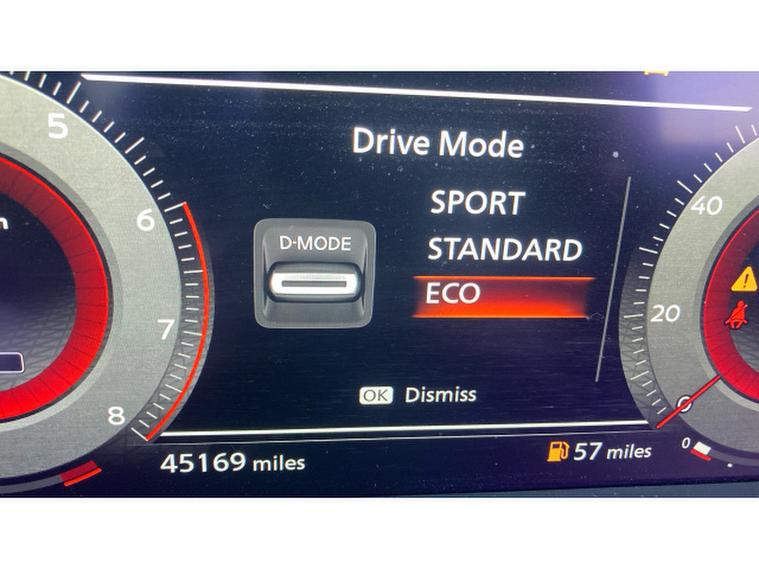 5
Drive Mode
6
SPORT
40
D-MODE
STANDARD
ECO
7
20
OK Dismiss
8
0
45169 miles
57 miles
0